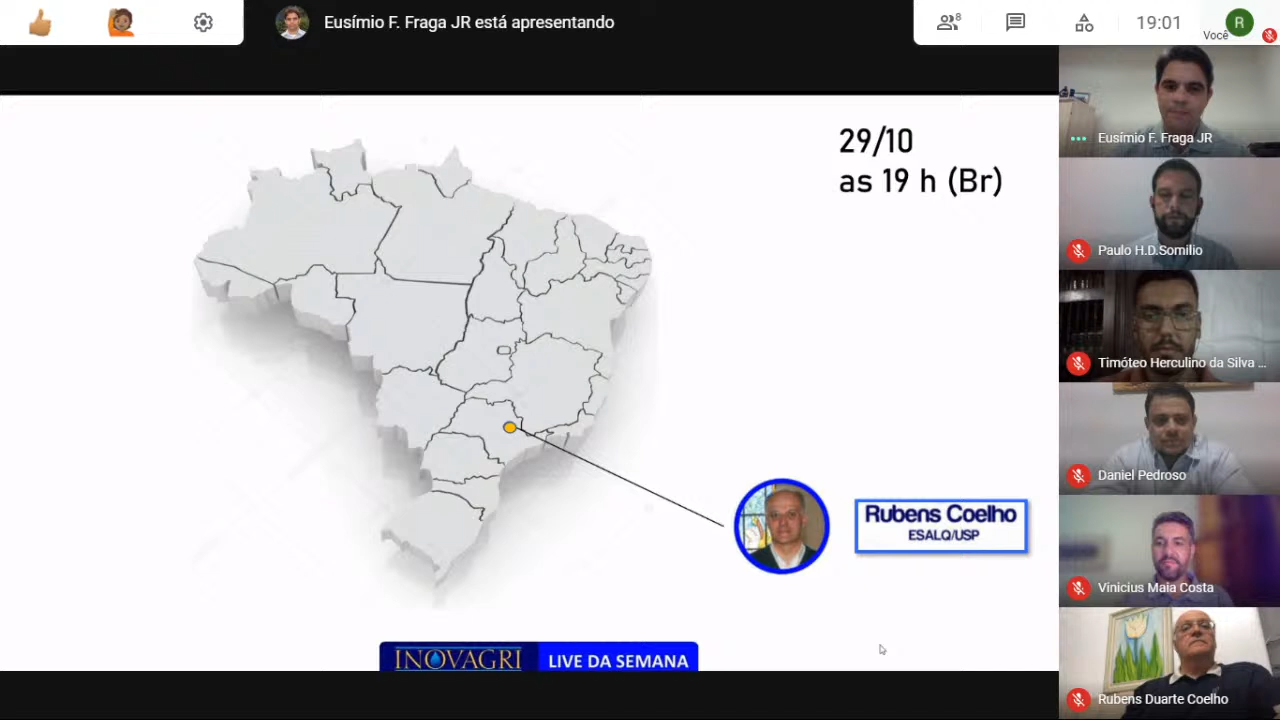 Eusímio F. Fraga JR está apresentando
8
19:01
Você
R
29/10
as 19 h (Br)
Rubens Coelho
ESALQ/USP
INOVAGRI
LIVE DA SEMANA
Eusímio F. Fraga JR
Paulo H.D.Somilio
Timóteo Herculino da Silva ...
Daniel Pedroso
Vinicius Maia Costa
Rubens Duarte Coelho